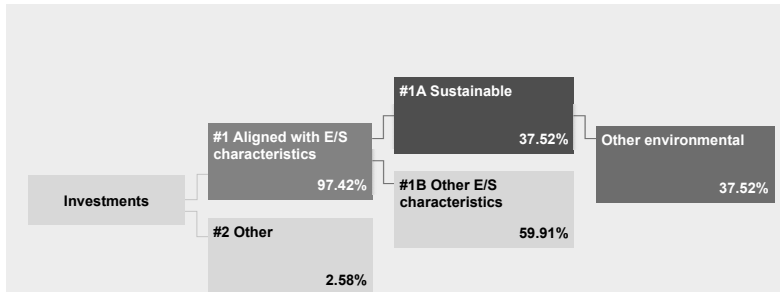 Investments
#1 Aligned with E/S
characteristics
97.42%
#2 Other
2.58%
#1A Sustainable
37.52%
#1B Other E/S
characteristics
59.91%
Other environmental
37.52%